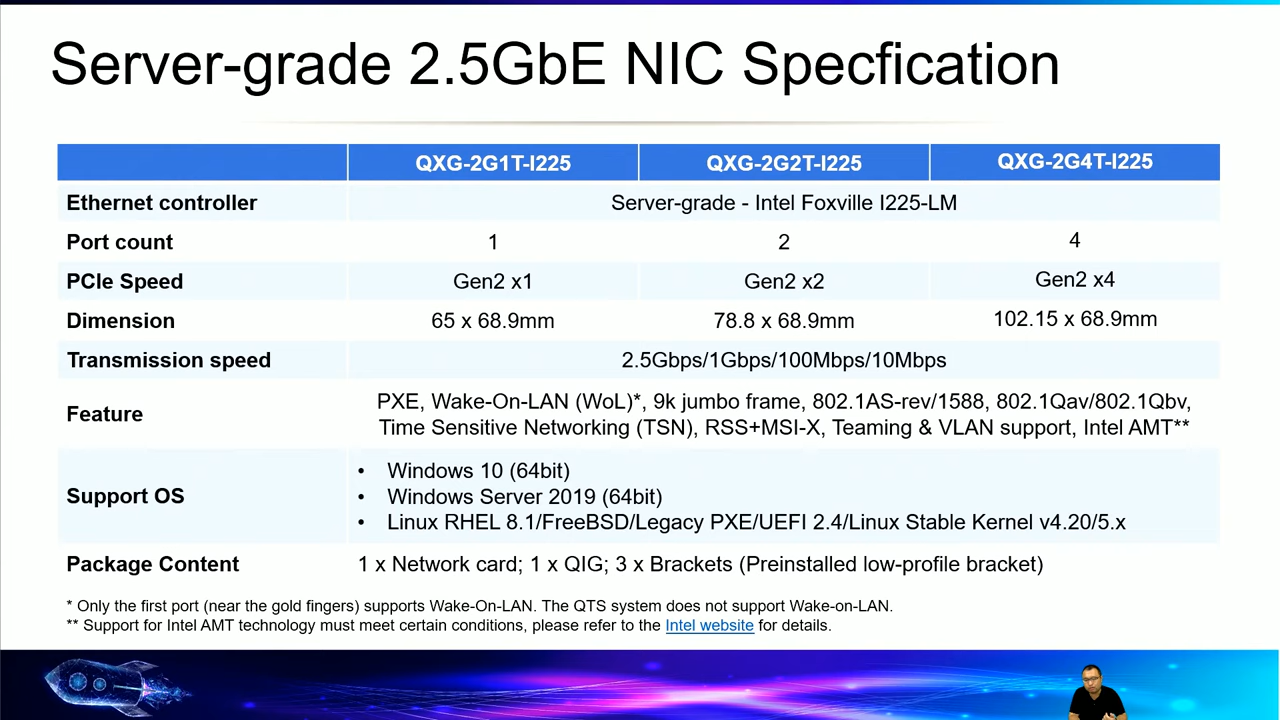 Server-grade 2.5GbE NIC Specfication
QXG-2G1T-I225 QXG-2G2T-I225 QXG-2G4T-I225
Ethernet controller Server-grade - Intel Foxville I225-LM
Port count 1 2 4
PCIe Speed Gen2 x1 Gen2 x2 Gen2 x4
Dimension 65 x 68.9mm 78.8 x 68.9mm 102.15 x 68.9mm
Transmission speed 2.5Gbps/1Gbps/100Mbps/10Mbps
Feature
PXE, Wake-On-LAN (WoL)*, 9k jumbo frame, 802.1AS-rev/1588, 802.1Qav/802.1Qbv,
Time Sensitive Networking (TSN), RSS+MSI-X, Teaming & VLAN support, Intel AMT**
Support OS
• Windows 10 (64bit)
• Windows Server 2019 (64bit)
• Linux RHEL 8.1/FreeBSD/Legacy PXE/UEFI 2.4/Linux Stable Kernel v4.20/5.x
Package Content 1 x Network card; 1 x QIG; 3 x Brackets (Preinstalled low-profile bracket)
* Only the first port (near the gold fingers) supports Wake-On-LAN. The QTS system does not support Wake-on-LAN.
** Support for Intel AMT technology must meet certain conditions, please refer to the Intel website for details.